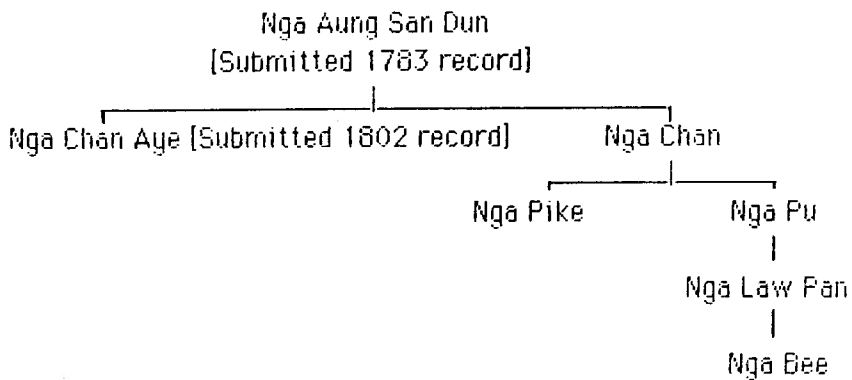 Nga Aung San Dun
[Submitted 1783 record]
Nga Chan Aye [Submitted 1802 record] Nga Chan
Nga Pike Nga Pu
Nga Law Pan
Nga Bee